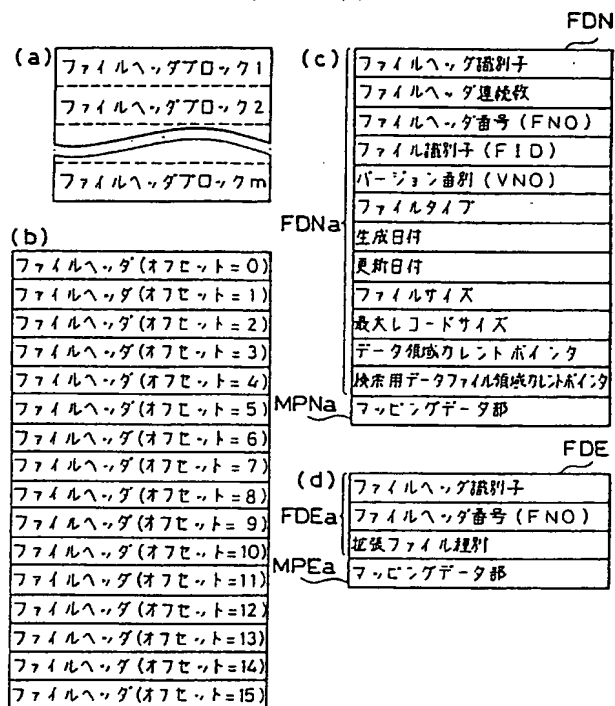 (a)
ファイルヘッダブロック1
ファイルヘッダブロック2
ファイルヘッダブロックm
(b)
ファイルヘッダ(オフセット=0)
ファイルヘッダ(オフセット=1)
ファイルヘッダ(オフセット=2)
ファイルヘッダ(オフセット=3)
ファイルヘッダ(オフセット=4)
ファイルヘッダ(オフセット=5)
ファイルヘッダ(オフセット=6)
ファイルヘッダ(オフセット=7)
ファイルヘッダ(オフセット=8)
ファイルヘッダ(オフセット=9)
ファイルヘッダ(オフセット=10)
ファイルヘッダ(オフセット=11)
ファイルヘッダ(オフセット=12)
ファイルヘッダ(オフセット=13)
ファイルヘッダ(オフセット=14)
ファイルヘッダ(オフセット=15)
FDN
(c)
ファイルヘッダ識別子
ファイルヘッダ連続数
ファイルヘッダ番号(FNO)
ファイル識別子(FID)
バージョン番別(VNO)
ファイルタイプ
FDNa
生成日付
更新日付
ファイルサイズ
最大レコードサイズ
データ領域カレントポインタ
検索用データファイル領域カレントポインタ
MPNa
マッピングデータ部
FDE
(d)
ファイルヘッダ識別子
FDEa
ファイルヘッダ番号(FNO)
拡張ファイル種別
MPEa
マッピングデータ部